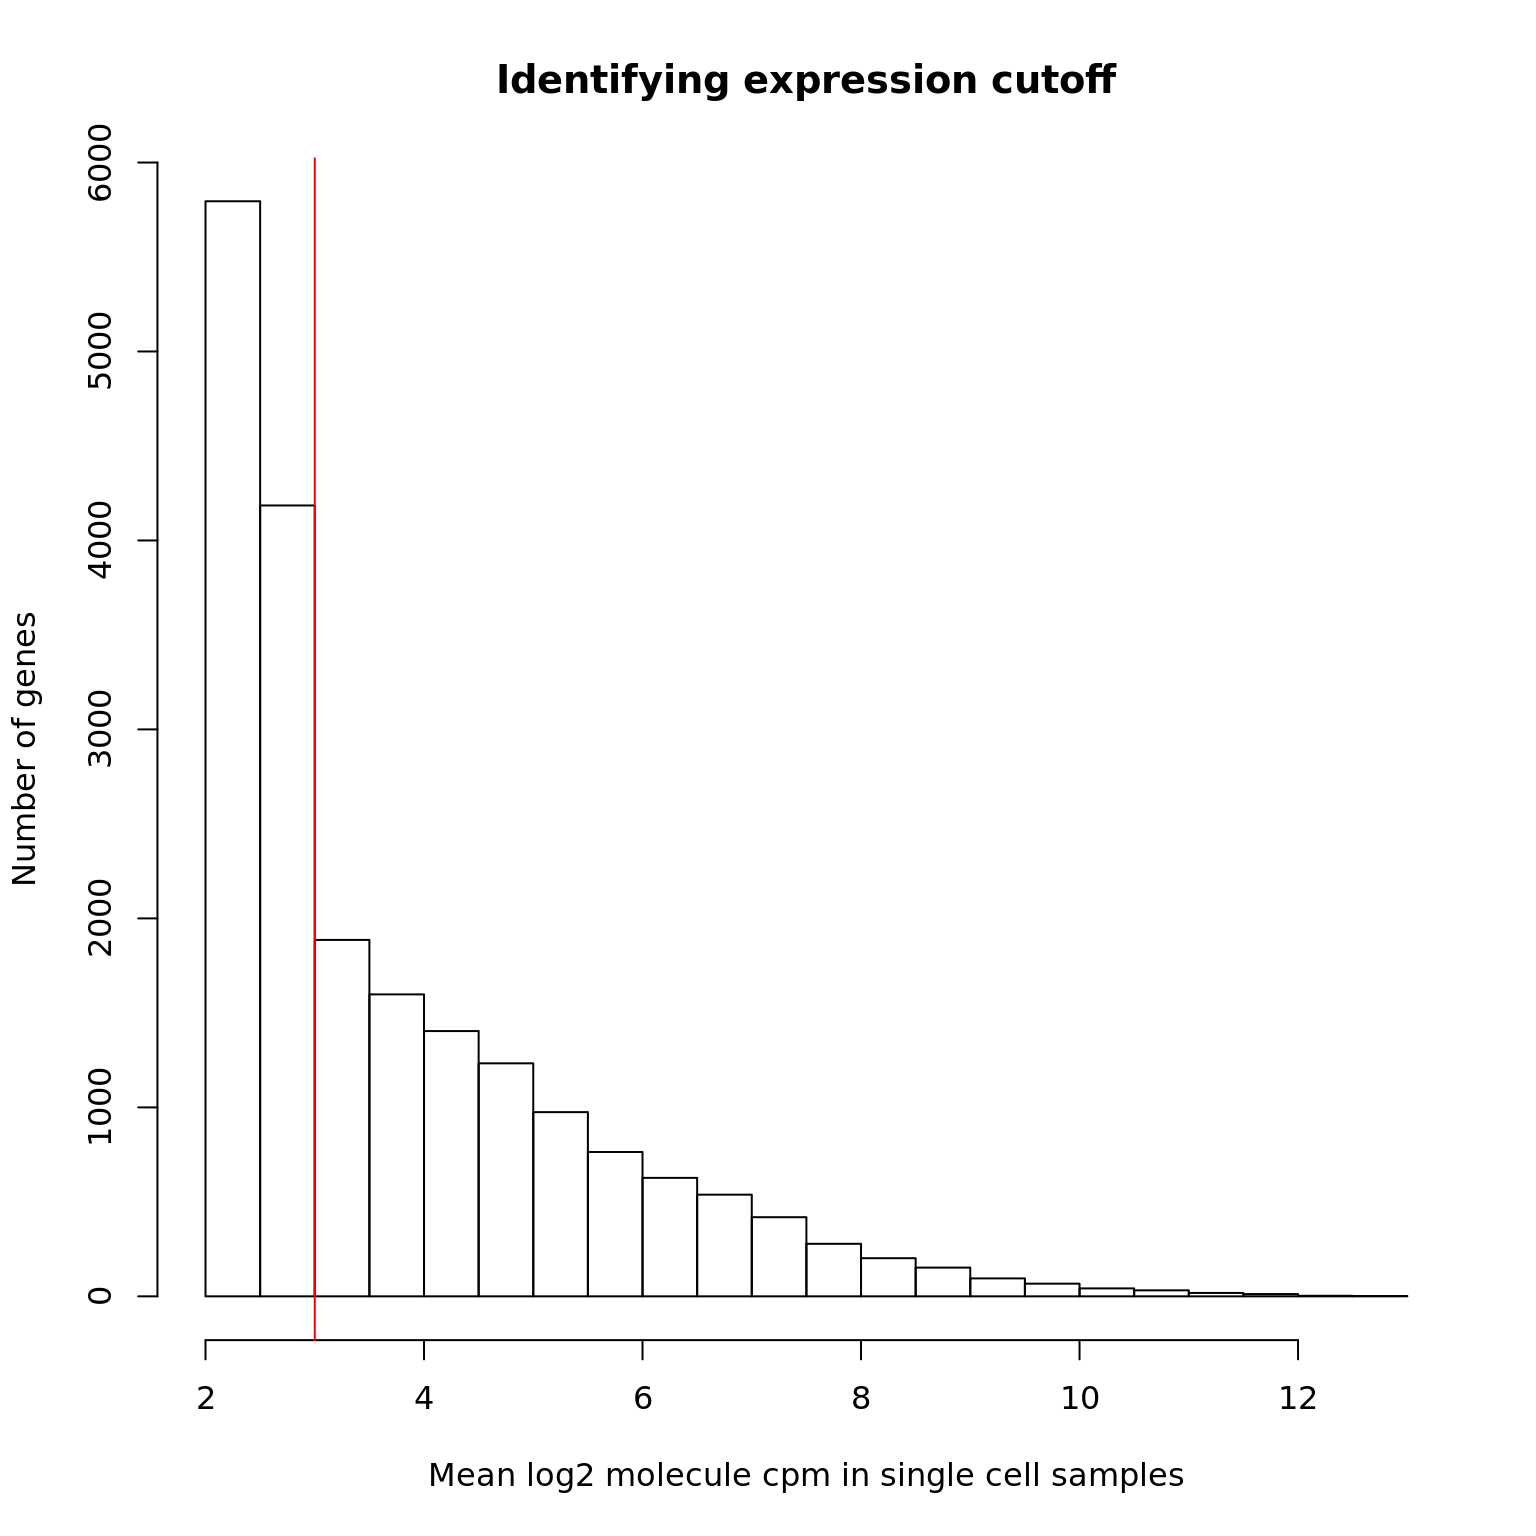 Identifying expression cutoff
6000
5000
4000
3000
2000
1000
0
Number of genes
2 4 6 8 10 12
Mean log2 molecule cpm in single cell samples